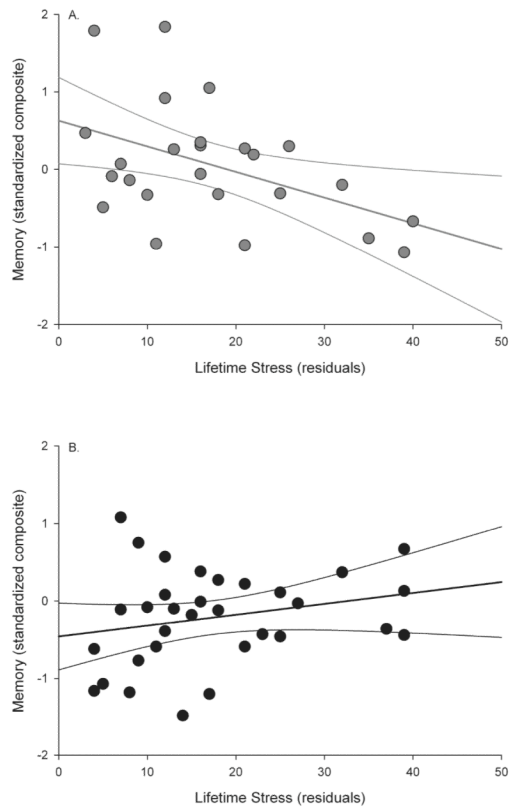 2
A.
1
0
-1
-2
Memory (standardized composite)
0 10 20 30 40 50
Lifetime Stress (residuals)
2
B.
1
0
-1
-2
Memory (standardized composite)
0 10 20 30 40 50
Lifetime Stress (residuals)